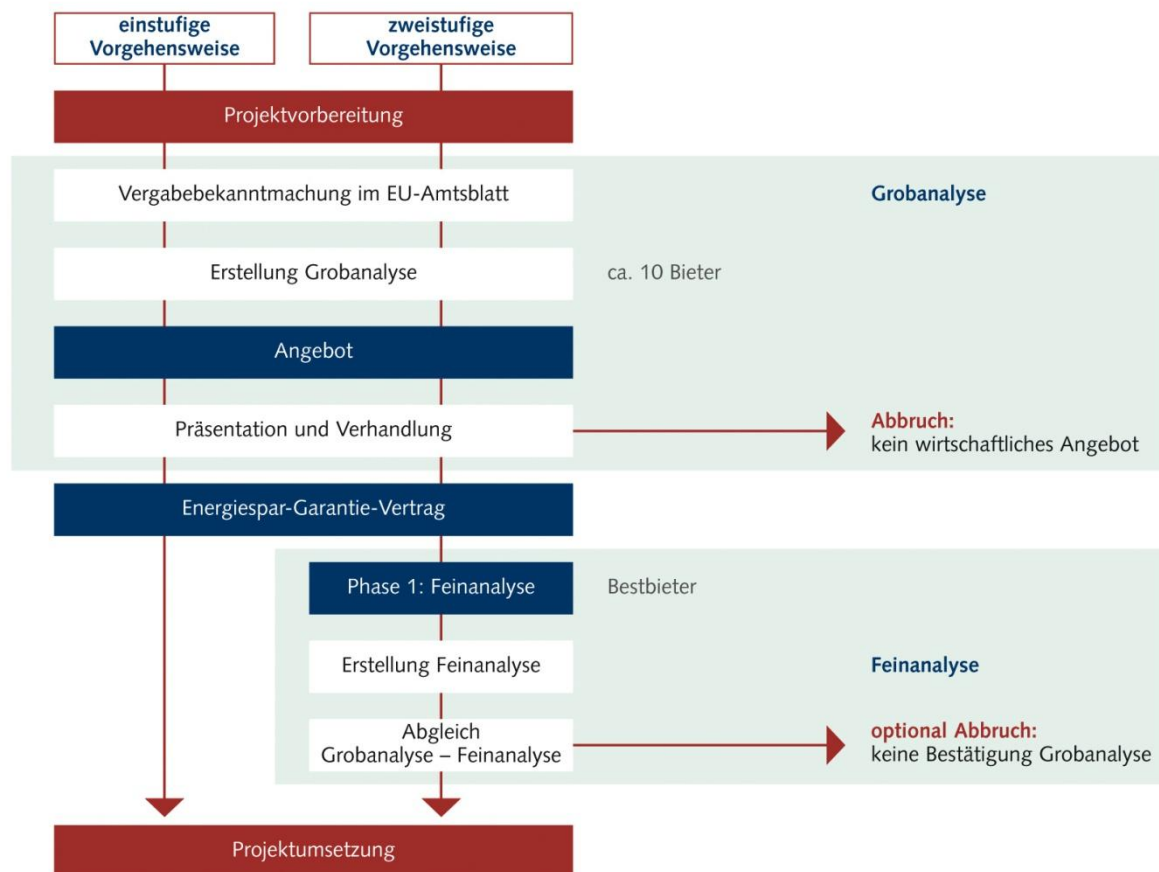 einstufige
Vorgehensweise
zweistufige
Vorgehensweise
Projektvorbereitung
Vergabebekanntmachung im EU-Amtsblatt
Grobanalyse
Erstellung Grobanalyse
ca. 10 Bieter
Angebot
Präsentation und Verhandlung
Abbruch:
kein wirtschaftliches Angebot
Energiespar-Garantie-Vertrag
Phase 1: Feinanalyse
Bestbieter
Erstellung Feinanalyse
Feinanalyse
Abgleich
Grobanalyse – Feinanalyse
optional Abbruch:
keine Bestätigung Grobanalyse
Projektumsetzung